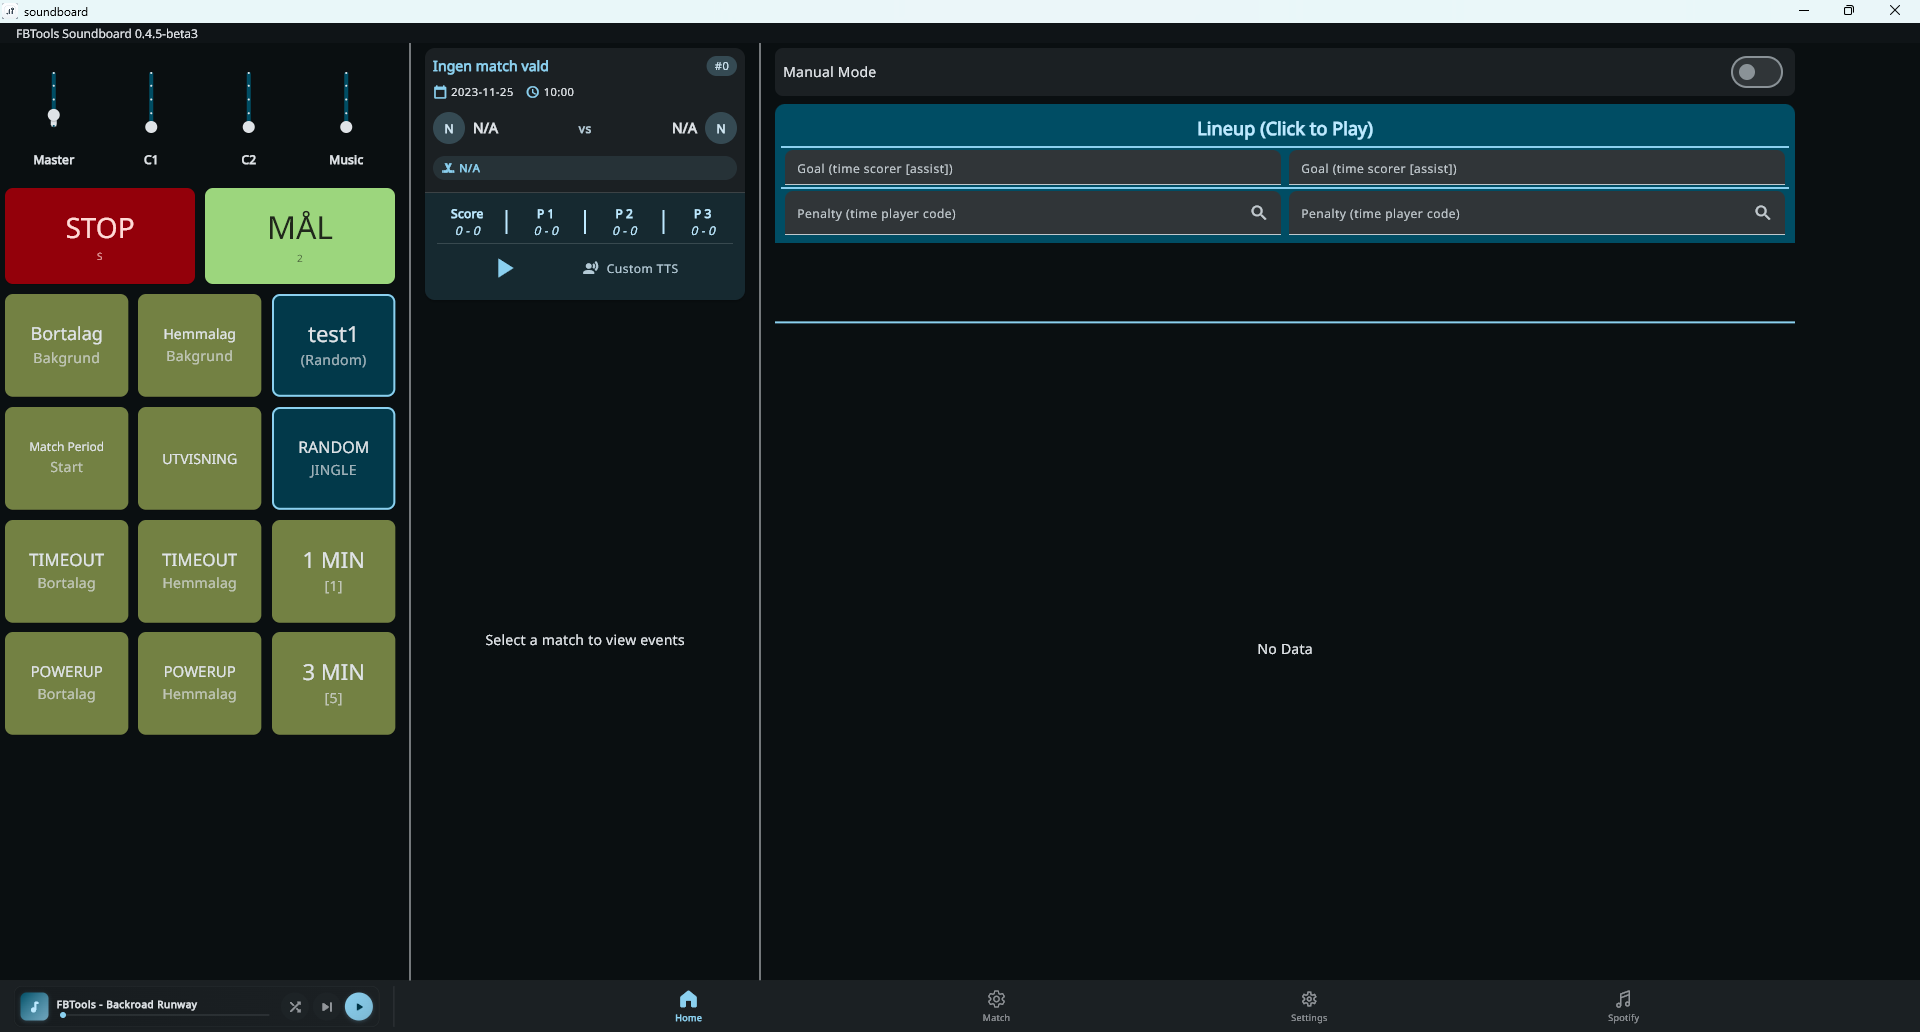 soundboard
FBTools Soundboard 0.4.5-beta3
Master
C1
C2
Music
STOP
S
MÅL
2
Bortalag
Bakgrund
Hemmalag
Bakgrund
test1
(Random)
Match Period
Start
UTVISNING
RANDOM
JINGLE
TIMEOUT
Bortalag
TIMEOUT
Hemmalag
1 MIN
[1]
POWERUP
Bortalag
POWERUP
Hemmalag
3 MIN
[5]
Ingen match vald
#0
2023-11-25
10:00
N
N/A
vs
N/A
N
N/A
Score
0 - 0
P 1
0 - 0
P 2
0 - 0
P 3
0 - 0
Custom TTS
Select a match to view events
Manual Mode
Lineup (Click to Play)
Goal (time scorer [assist])
Goal (time scorer [assist])
Penalty (time player code)
Penalty (time player code)
No Data
FBTools - Backroad Runway
Home
Match
Settings
Spotify